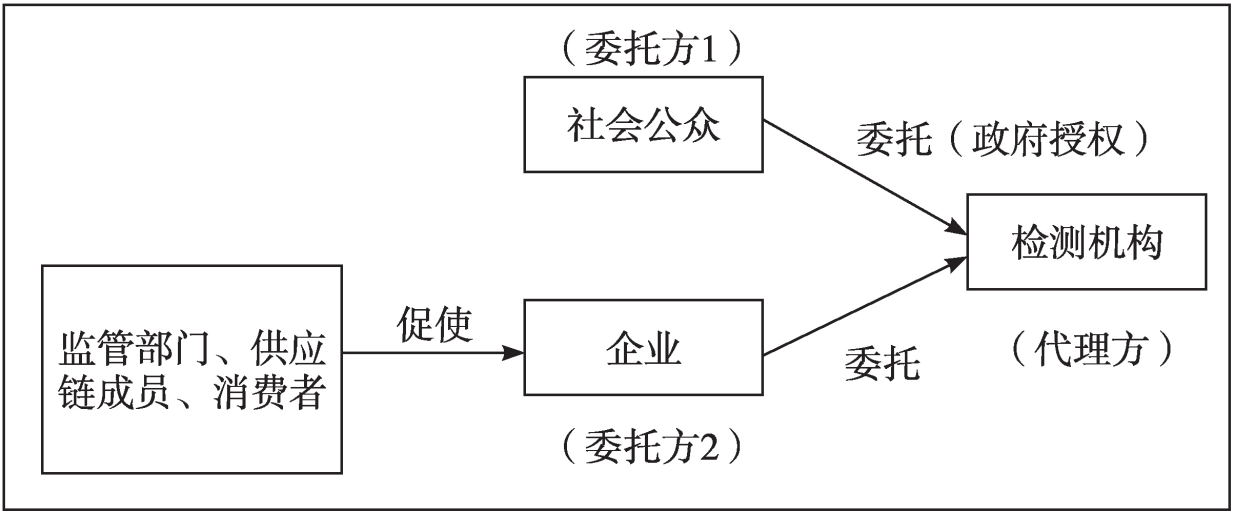 （委托方1）
社会公众
委托（政府授权）
检测机构
（代理方）
监管部门、供应
链成员、消费者
促使
企业
委托
（委托方2）